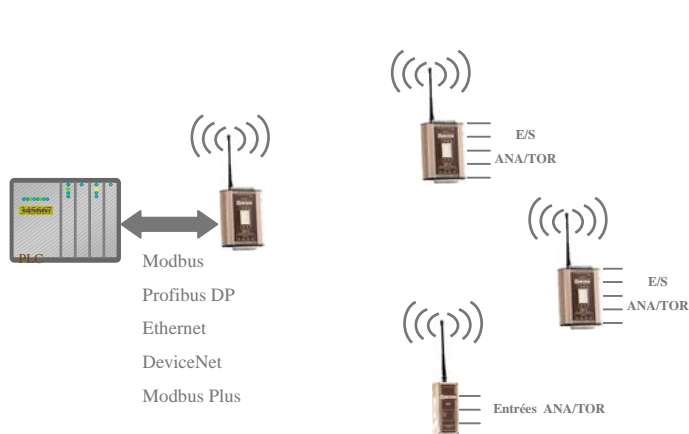 E/S
ANA/TOR
345667
PLC
Modbus
Profibus DP
Ethernet
DeviceNet
Modbus Plus
E/S
ANA/TOR
Entrées ANA/TOR